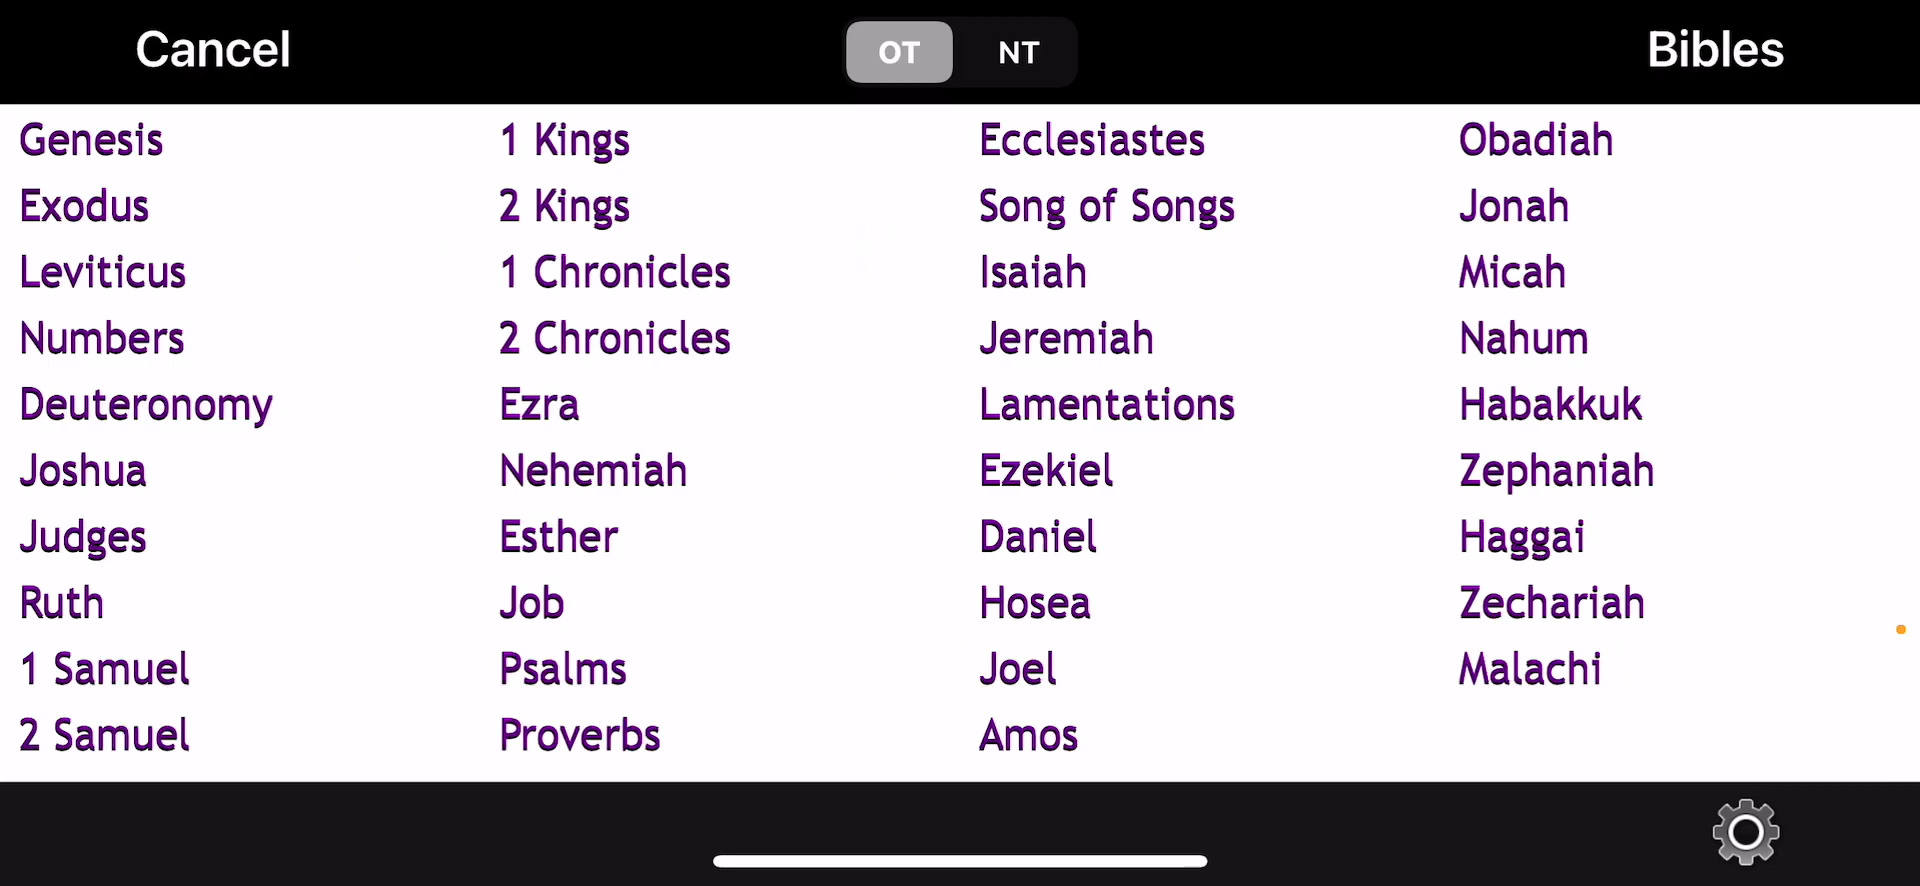 Cancel
OT
NT
Bibles
Genesis
Exodus
Leviticus
Numbers
Deuteronomy
Joshua
Judges
Ruth
1 Samuel
2 Samuel
1 Kings
2 Kings
1 Chronicles
2 Chronicles
Ezra
Nehemiah
Esther
Job
Psalms
Proverbs
Ecclesiastes
Song of Songs
Isaiah
Jeremiah
Lamentations
Ezekiel
Daniel
Hosea
Joel
Amos
Obadiah
Jonah
Micah
Nahum
Habakkuk
Zephaniah
Haggai
Zechariah
Malachi